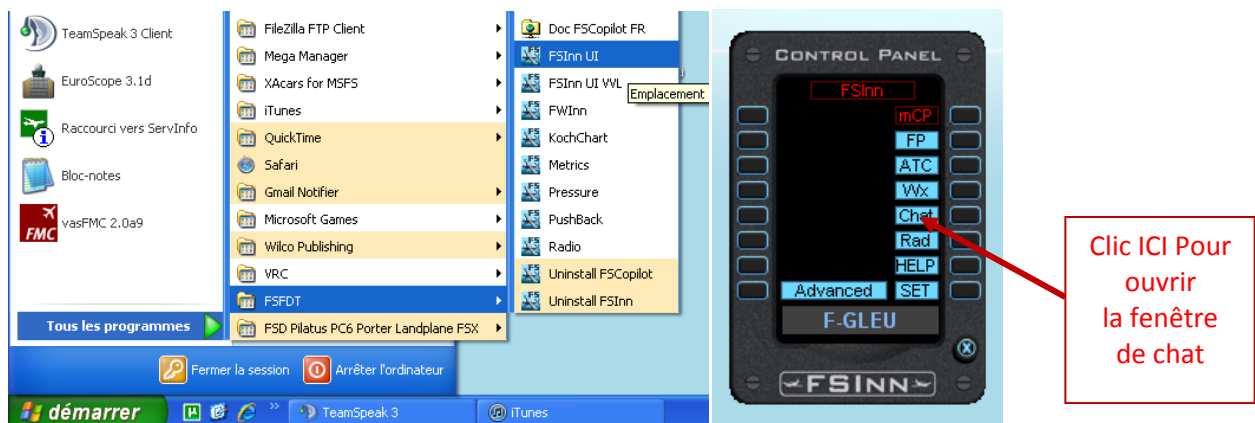 TeamSpeak 3 Client
EuroScope 3.1d
Raccourci vers ServInfo
Bloc-notes
FMC
vasFMC 2.0a9
Tous les programmes
FileZilla FTP Client
Mega Manager
XAcars for MSFS
iTunes
QuickTime
Safari
Gmail Notifier
Microsoft Games
Wilco Publishing
VRC
FSFDT
FSD Pilatus PC6 Porter Landplane FSX
Doc FSCopilot FR
FSInn UI
FSInn UI VVL
Emplacement
FWInn
KochChart
Metrics
Pressure
PushBack
Radio
Uninstall FSCopilot
Uninstall FSInn
Fermer la session
Arrêter l'ordinateur
démarrer
TeamSpeak 3
iTunes
CONTROL PANEL
FSInn
mCP
FP
ATC
Wx
Chat
Rad
HELP
Advanced SET
F-GLEU
FSINN
Clic ICI Pour
ouvrir
la fenêtre
de chat